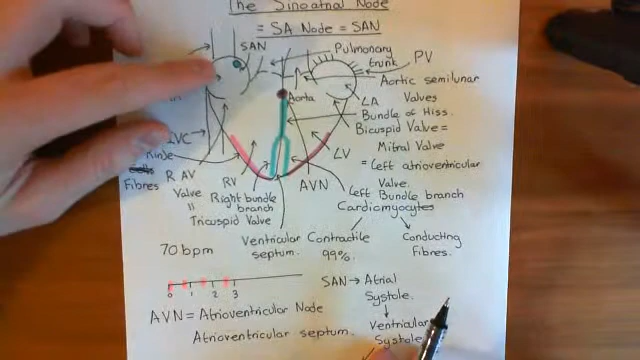 The Sinoatrial Node
= SA Node = SAN
SAN
Pulmonary trunk
PV
Aortic semilunar Valves
Aorta
LA
Bundle of Hiss.
Bicuspid Valve =
Mitral Valve
= Left atrioventricular Valve.
IVC
Fibres
R AV Valve
=
Tricuspid Valve
RV
Right bundle branch
LV
AVN
Left Bundle branch
Cardiomyocytes
Ventricular septum.
Contractile 99%.
Conducting Fibres.
70 bpm
0 1 2 3
SAN → Atrial Systole.
Ventricular Systole
AVN = Atrioventricular Node
Atrioventricular septum.